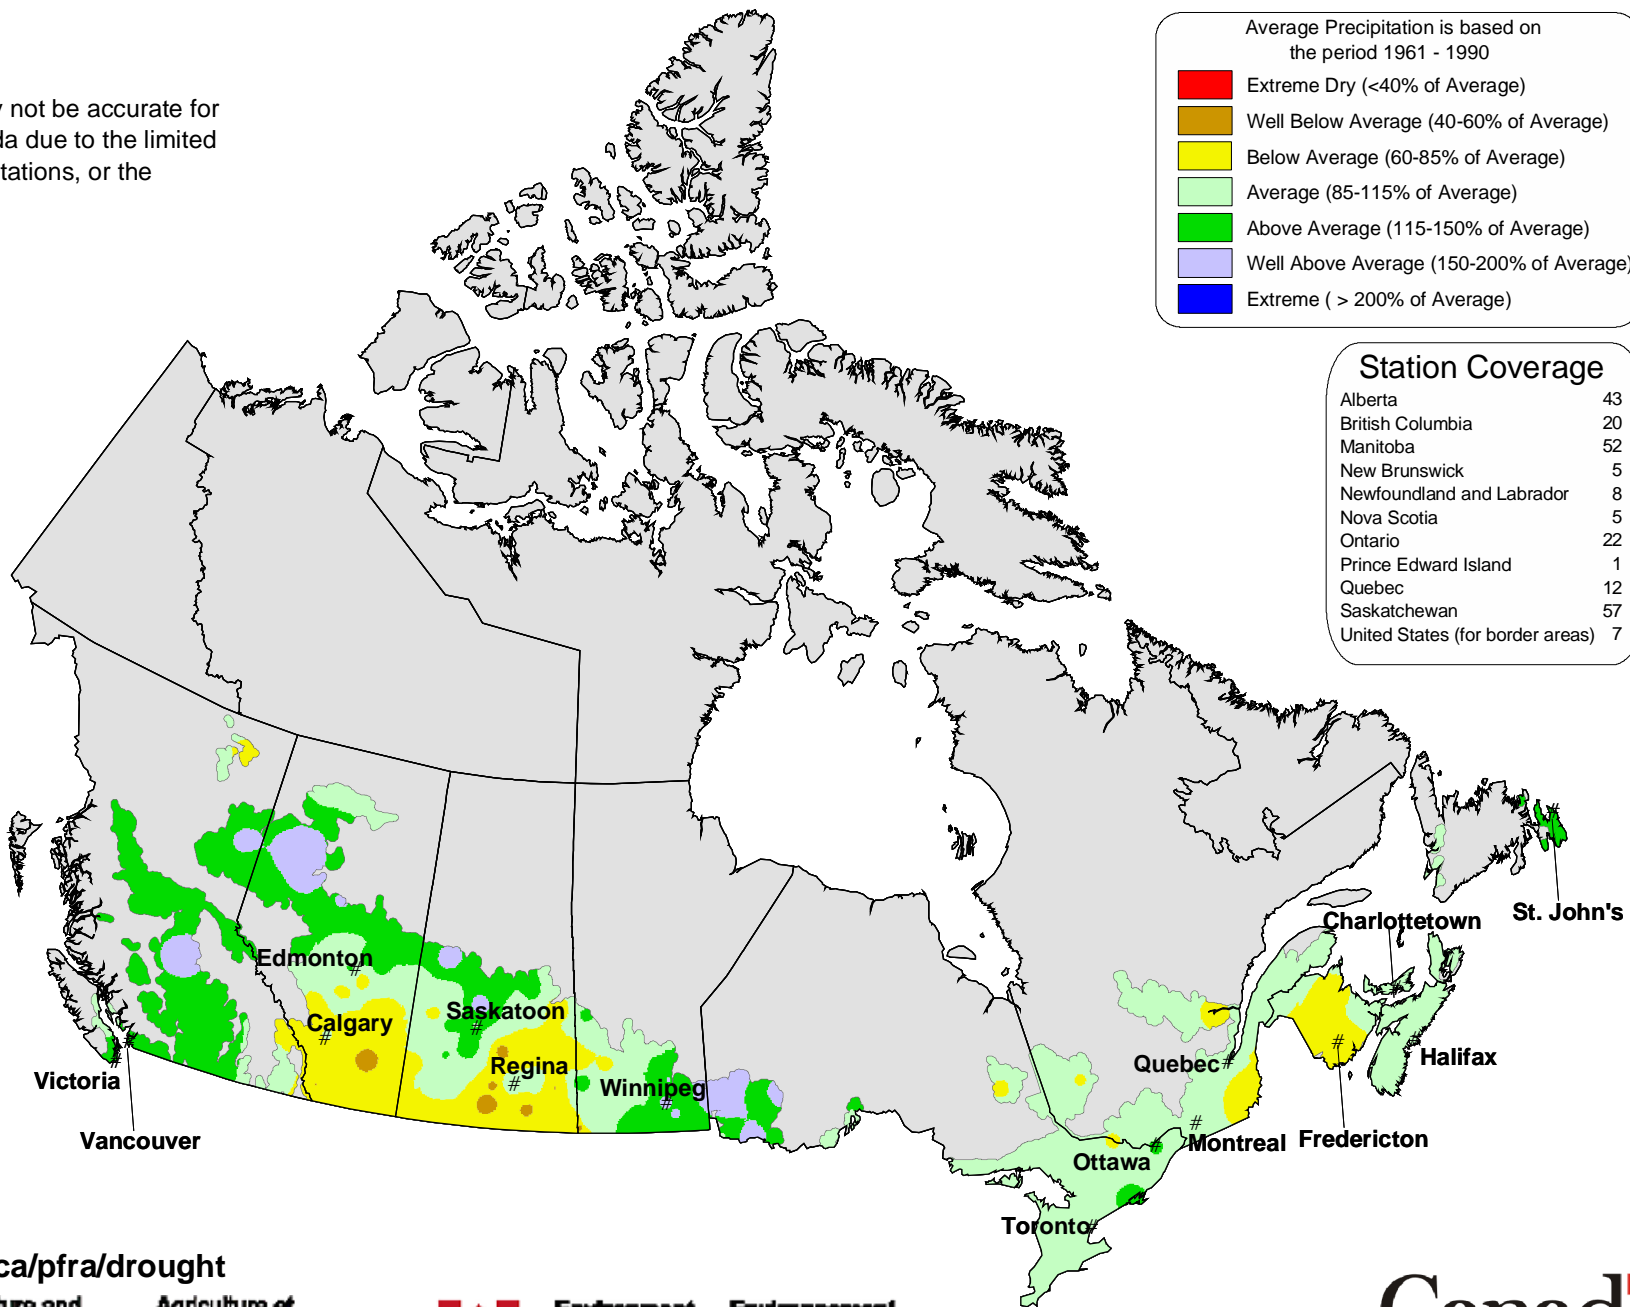 not be accurate for
da due to the limited
tations, or the
Average Precipitation is based on
the period 1961 - 1990
Extreme Dry (<40% of Average)
Well Below Average (40-60% of Average)
Below Average (60-85% of Average)
Average (85-115% of Average)
Above Average (115-150% of Average)
Well Above Average (150-200% of Average)
Extreme ( > 200% of Average)
Station Coverage
Alberta 43
British Columbia 20
Manitoba 52
New Brunswick 5
Newfoundland and Labrador 8
Nova Scotia 5
Ontario 22
Prince Edward Island 1
Quebec 12
Saskatchewan 57
United States (for border areas) 7
St. John's
Charlottetown
Edmonton
Saskatoon
Calgary
Regina
Winnipeg
Quebec
Halifax
Victoria
Vancouver
Montreal
Fredericton
Ottawa
Toronto
ca/pfra/drought
Canad